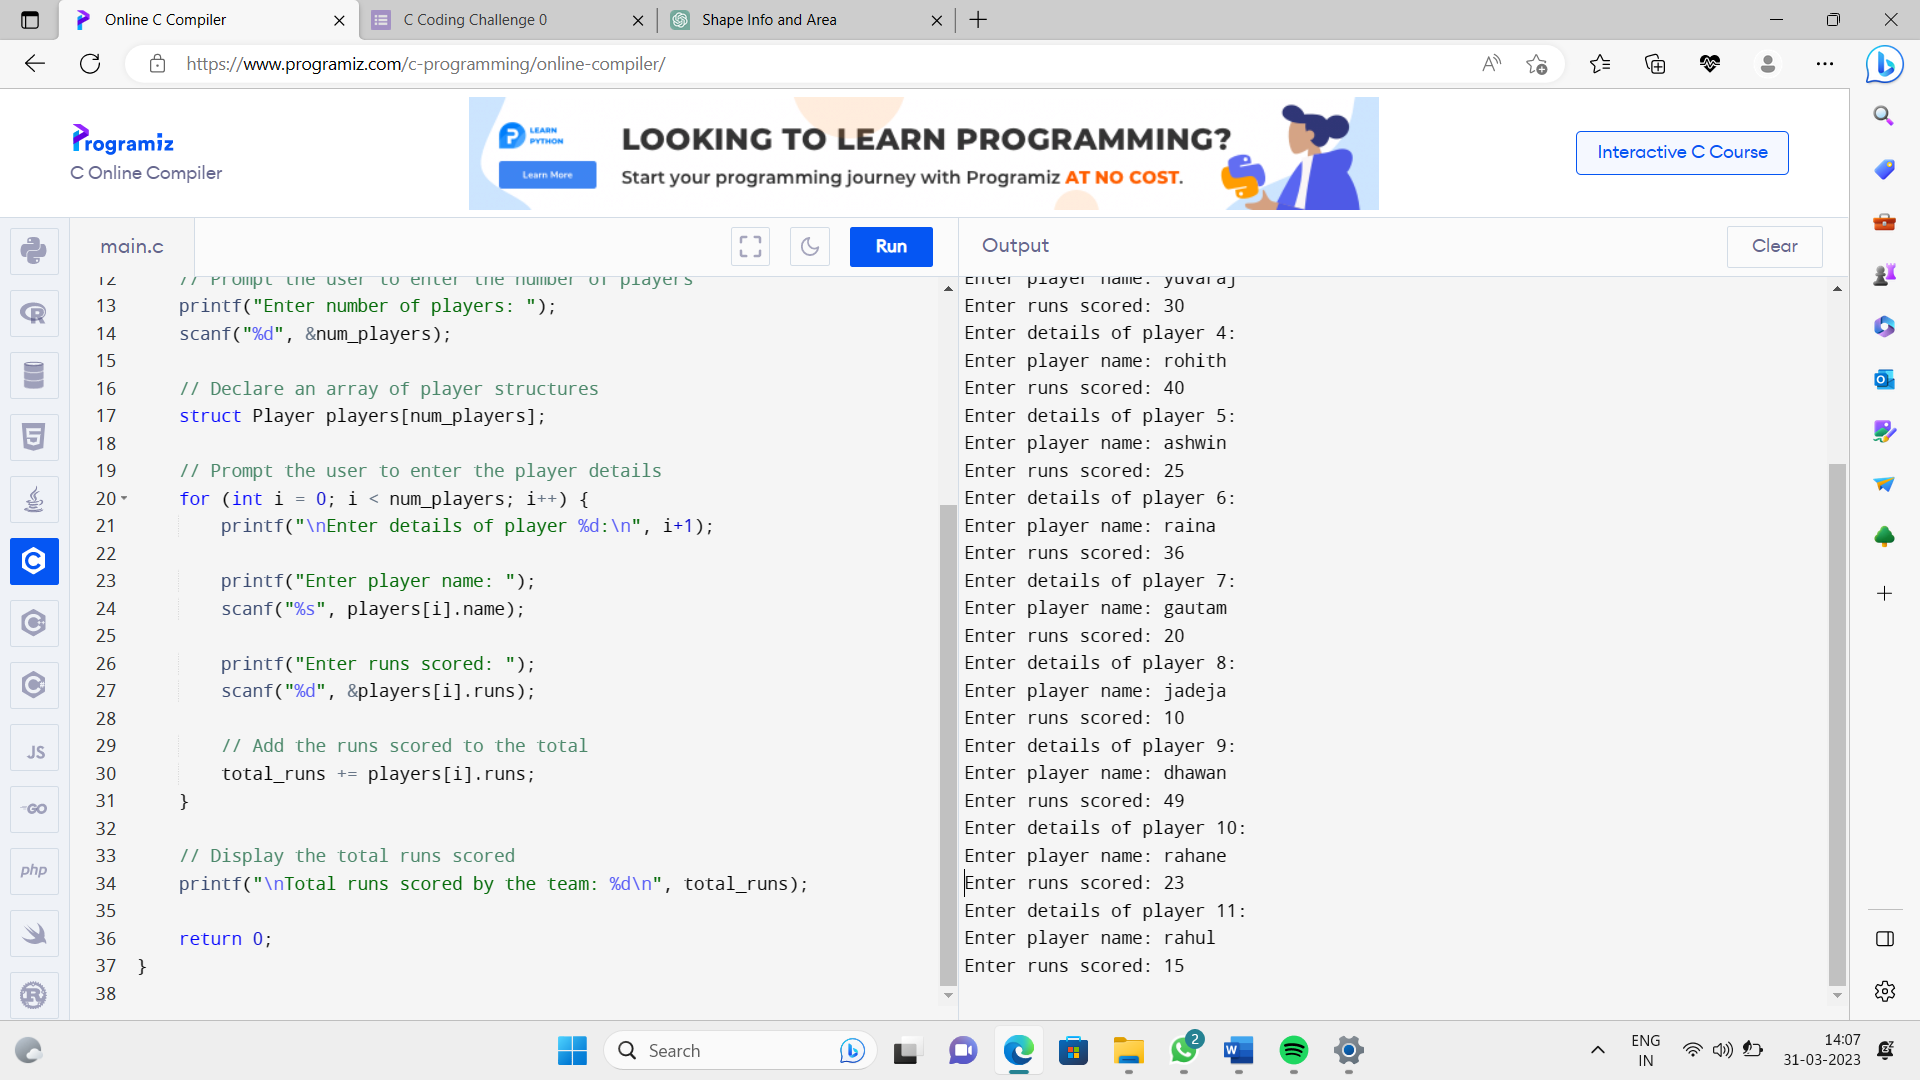 Online C Compiler
C Coding Challenge 0
Shape Info and Area
https://www.programiz.com/c-programming/online-compiler/
Programiz
C Online Compiler
LEARN
PYTHON
Learn More
LOOKING TO LEARN PROGRAMMING?
Start your programming journey with Programiz AT NO COST.
Interactive C Course
main.c
Run
Output
Clear
12 // Prompt the user to enter the number of players
13 printf("Enter number of players: ");
14 scanf("%d", &num_players);
15
16 // Declare an array of player structures
17 struct Player players[num_players];
18
19 // Prompt the user to enter the player details
20 for (int i = 0; i < num_players; i++) {
21 printf("\nEnter details of player %d:\n", i+1);
22
23 printf("Enter player name: ");
24 scanf("%s", players[i].name);
25
26 printf("Enter runs scored: ");
27 scanf("%d", &players[i].runs);
28
29 // Add the runs scored to the total
30 total_runs += players[i].runs;
31 }
32
33 // Display the total runs scored
34 printf("\nTotal runs scored by the team: %d\n", total_runs);
35
36 return 0;
37 }
38
Enter player name: yuvaraj
Enter runs scored: 30
Enter details of player 4:
Enter player name: rohith
Enter runs scored: 40
Enter details of player 5:
Enter player name: ashwin
Enter runs scored: 25
Enter details of player 6:
Enter player name: raina
Enter runs scored: 36
Enter details of player 7:
Enter player name: gautam
Enter runs scored: 20
Enter details of player 8:
Enter player name: jadeja
Enter runs scored: 10
Enter details of player 9:
Enter player name: dhawan
Enter runs scored: 49
Enter details of player 10:
Enter player name: rahane
Enter runs scored: 23
Enter details of player 11:
Enter player name: rahul
Enter runs scored: 15
JS
GO
php
Search
2
ENG
IN
14:07
31-03-2023